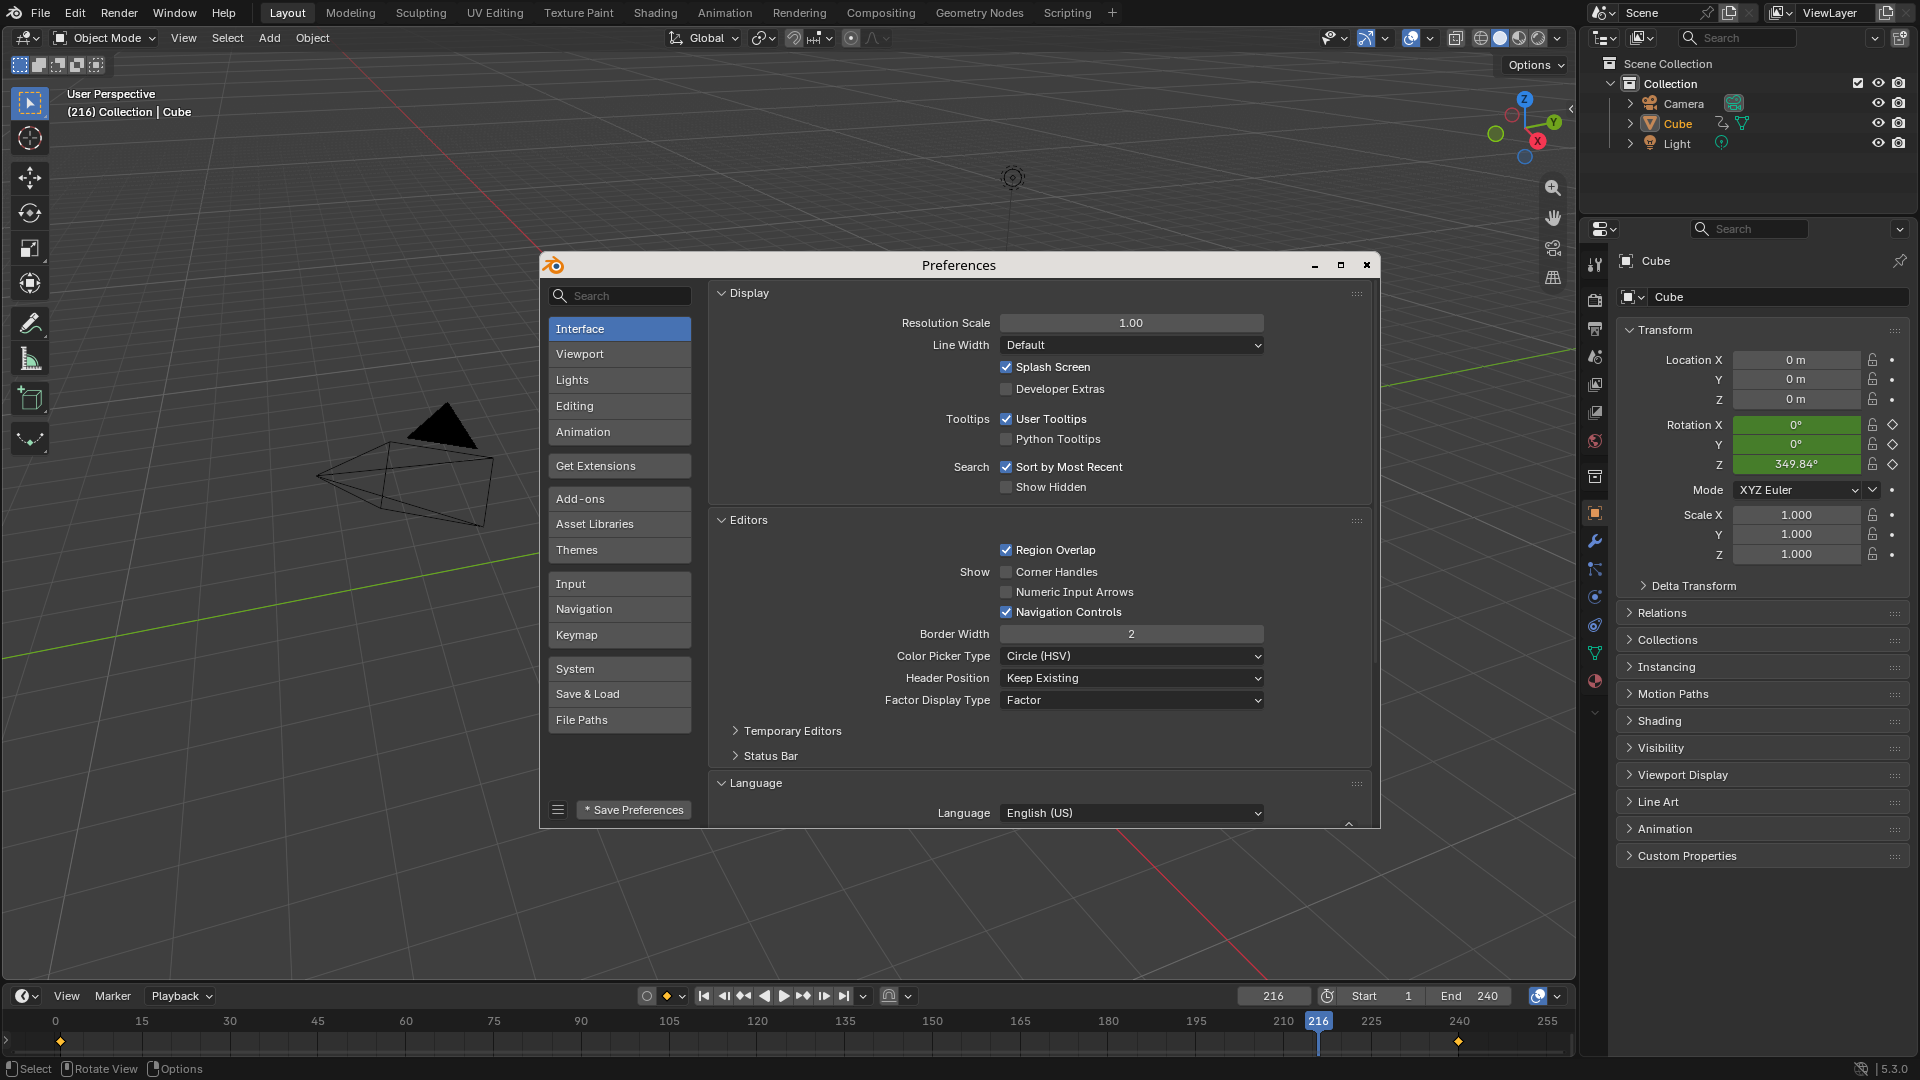 File Edit Render Window Help Layout Modeling Sculpting UV Editing Texture Paint Shading Animation Rendering Compositing Geometry Nodes Scripting Scene ViewLayer
Object Mode View Select Add Object Global Search
Options
User Perspective
(216) Collection | Cube
Z
Y
X
Scene Collection
Collection
Camera
Cube
Light
Search
Cube
Cube
Transform
Location X 0 m
Y 0 m
Z 0 m
Rotation X 0°
Y 0°
Z 349.84°
Mode XYZ Euler
Scale X 1.000
Y 1.000
Z 1.000
Delta Transform
Relations
Collections
Instancing
Motion Paths
Shading
Visibility
Viewport Display
Line Art
Animation
Custom Properties
Preferences
Search
Interface
Viewport
Lights
Editing
Animation
Get Extensions
Add-ons
Asset Libraries
Themes
Input
Navigation
Keymap
System
Save & Load
File Paths
* Save Preferences
Display
Resolution Scale 1.00
Line Width Default
Splash Screen
Developer Extras
Tooltips User Tooltips
Python Tooltips
Search Sort by Most Recent
Show Hidden
Editors
Region Overlap
Show Corner Handles
Numeric Input Arrows
Navigation Controls
Border Width 2
Color Picker Type Circle (HSV)
Header Position Keep Existing
Factor Display Type Factor
Temporary Editors
Status Bar
Language
Language English (US)
View Marker Playback 216 Start 1 End 240
0 15 30 45 60 75 90 105 120 135 150 165 180 195 210 216 225 240 255
Select Rotate View Options 5.3.0